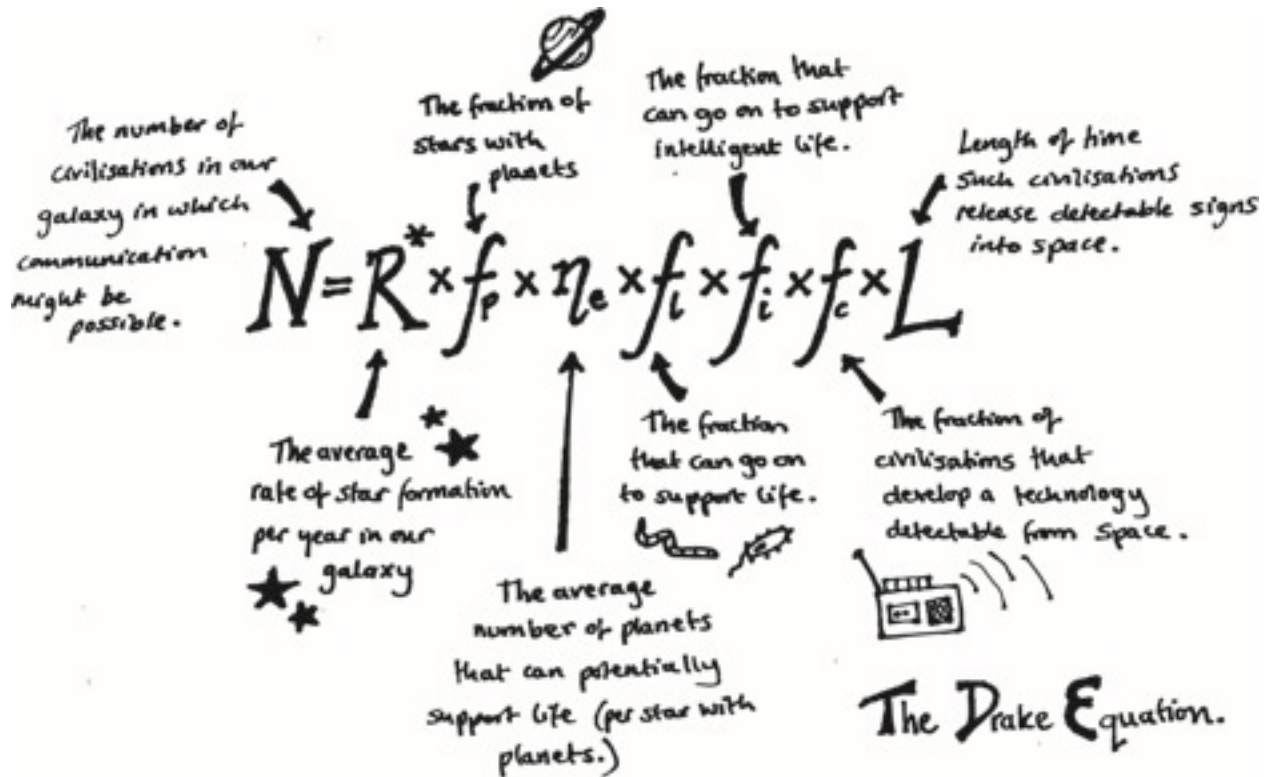 The number of
civilisations in our
galaxy in which
communication
might be
possible.
The fraction of
stars with
planets
The fraction that
can go on to support
intelligent life.
Length of time
such civilisations
release detectable signs
into space.
N=R*×fp×ηe×fl×fi×fc×L
The average
rate of star formation
per year in our
galaxy
The average
number of planets
that can potentially
support life (per star with
planets.)
The fraction
that can go on
to support life.
The fraction of
civilisations that
develop a technology
detectable from space.
The Drake Equation.